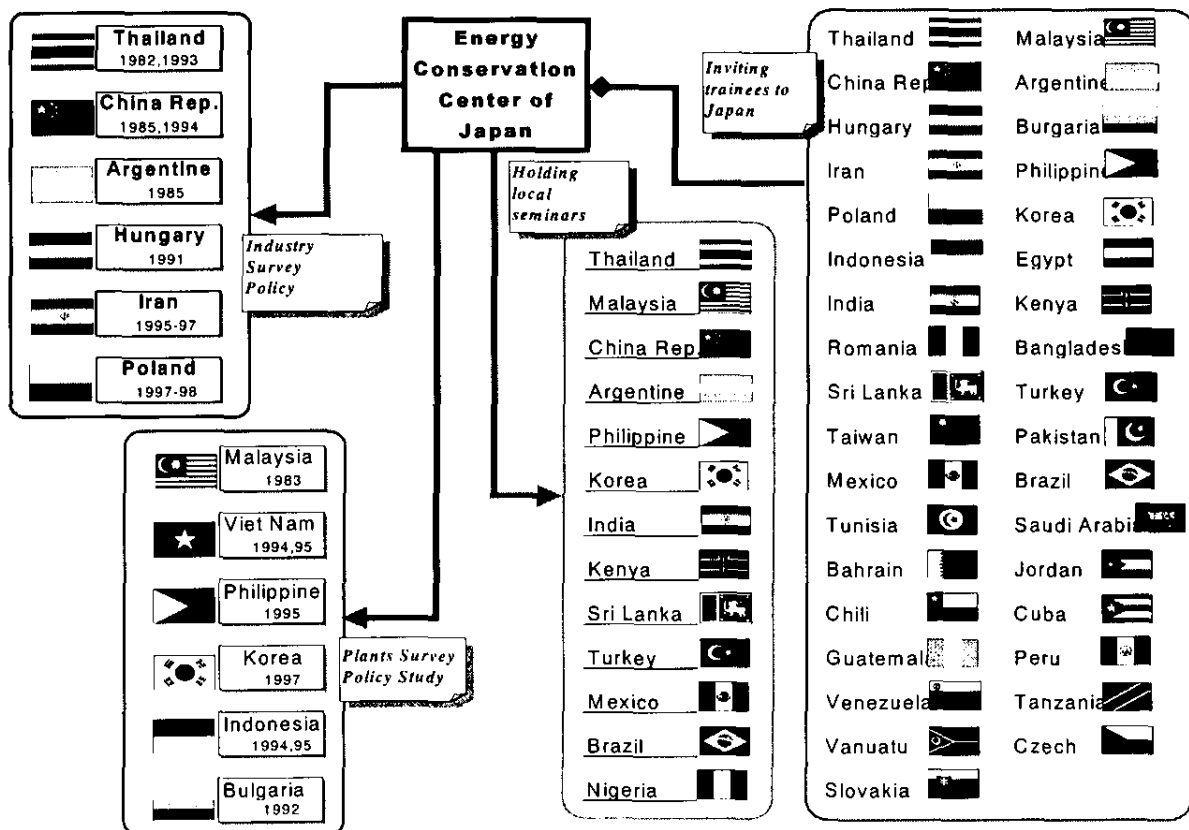 Thailand
1982,1993
China Rep.
1985,1994
Argentine
1985
Hungary
1991
Iran
1995-97
Poland
1997-98
Energy
Conservation
Center of
Japan
Industry
Survey
Policy
Holding
local
seminars
Inviting
trainees to
Japan
Malaysia
1983
Viet Nam
1994,95
Philippine
1995
Korea
1997
Indonesia
1994,95
Bulgaria
1992
Plants Survey
Policy Study
Thailand
Malaysia
China Rep.
Argentine
Philippine
Korea
India
Kenya
Sri Lanka
Turkey
Mexico
Brazil
Nigeria
Thailand
China Rep
Hungary
Iran
Poland
Indonesia
India
Romania
Sri Lanka
Taiwan
Mexico
Tunisia
Bahrain
Chili
Guatemala
Venezuela
Vanuatu
Slovakia
Malaysia
Argentine
Burgaria
Philippine
Korea
Egypt
Kenya
Banglades
Turkey
Pakistan
Brazil
Saudi Arabia
Jordan
Cuba
Peru
Tanzania
Czech